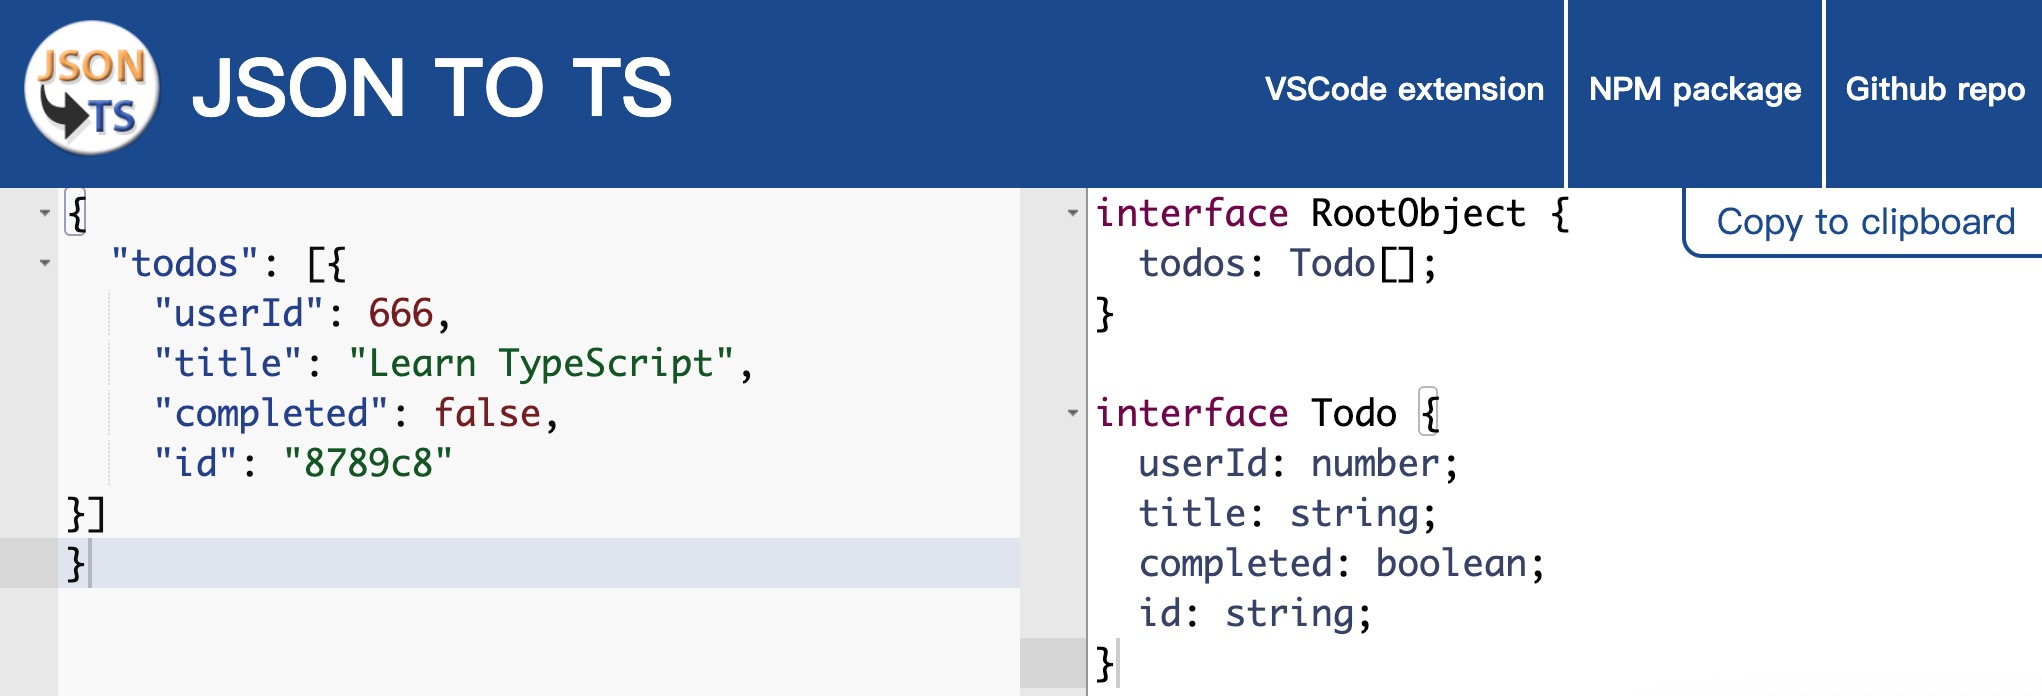 JSON
TS
JSON TO TS
VSCode extension
NPM package
Github repo
{
  "todos": [{
    "userId": 666,
    "title": "Learn TypeScript",
    "completed": false,
    "id": "8789c8"
}]
}
Copy to clipboard
interface RootObject {
  todos: Todo[];
}

interface Todo {
  userId: number;
  title: string;
  completed: boolean;
  id: string;
}